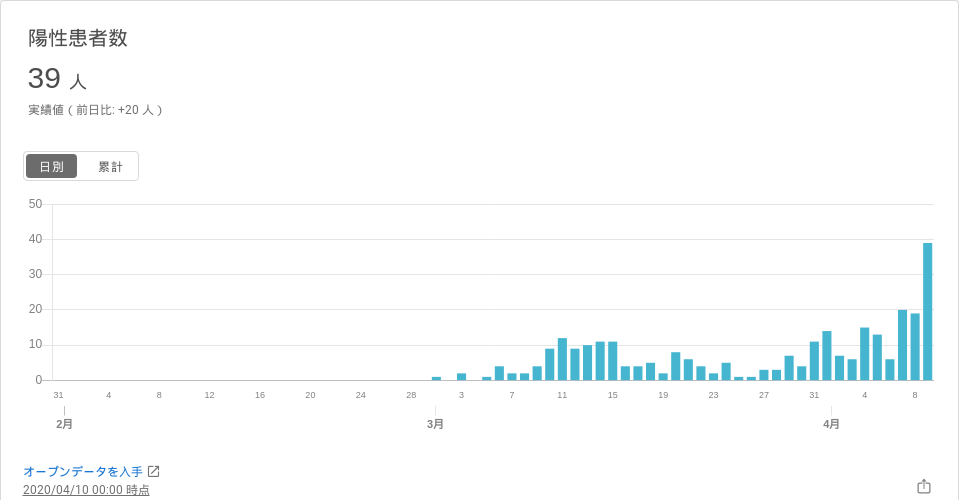 陽性患者数
39 人
実績値（前日比: +20 人）
日別 累計
50
40
30
20
10
0
31 4 8 12 16 20 24 28 3 7 11 15 19 23 27 31 4 8
2月 3月 4月
オープンデータを入手
2020/04/10 00:00 時点